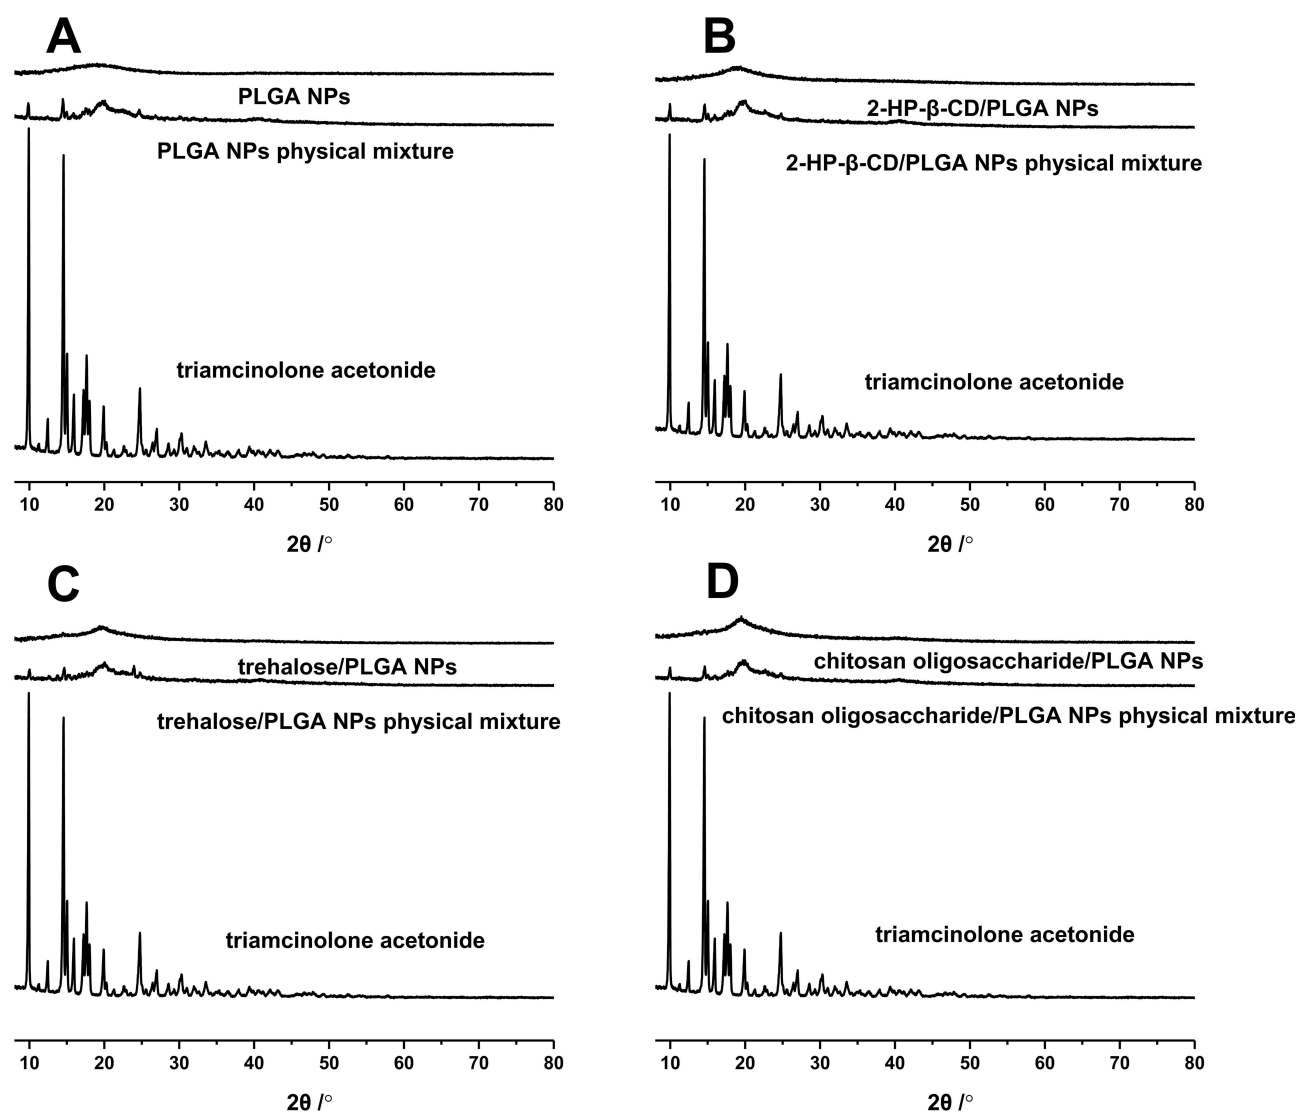 A
PLGA NPs
PLGA NPs physical mixture
triamcinolone acetonide
10 20 30 40 50 60 70 80
2θ /°
B
2-HP-β-CD/PLGA NPs
2-HP-β-CD/PLGA NPs physical mixture
triamcinolone acetonide
10 20 30 40 50 60 70 80
2θ /°
C
trehalose/PLGA NPs
trehalose/PLGA NPs physical mixture
triamcinolone acetonide
10 20 30 40 50 60 70 80
2θ /°
D
chitosan oligosaccharide/PLGA NPs
chitosan oligosaccharide/PLGA NPs physical mixture
triamcinolone acetonide
10 20 30 40 50 60 70 80
2θ /°